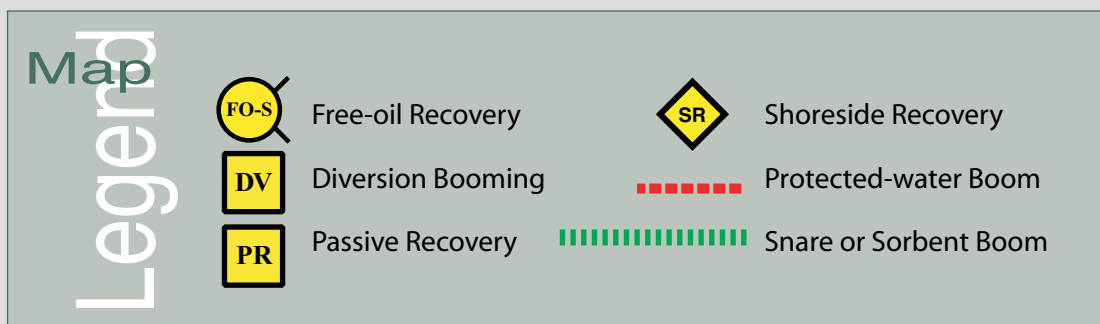 Map
Legend
FO-S Free-oil Recovery
DV Diversion Booming
PR Passive Recovery
SR Shoreside Recovery
Protected-water Boom
Snare or Sorbent Boom